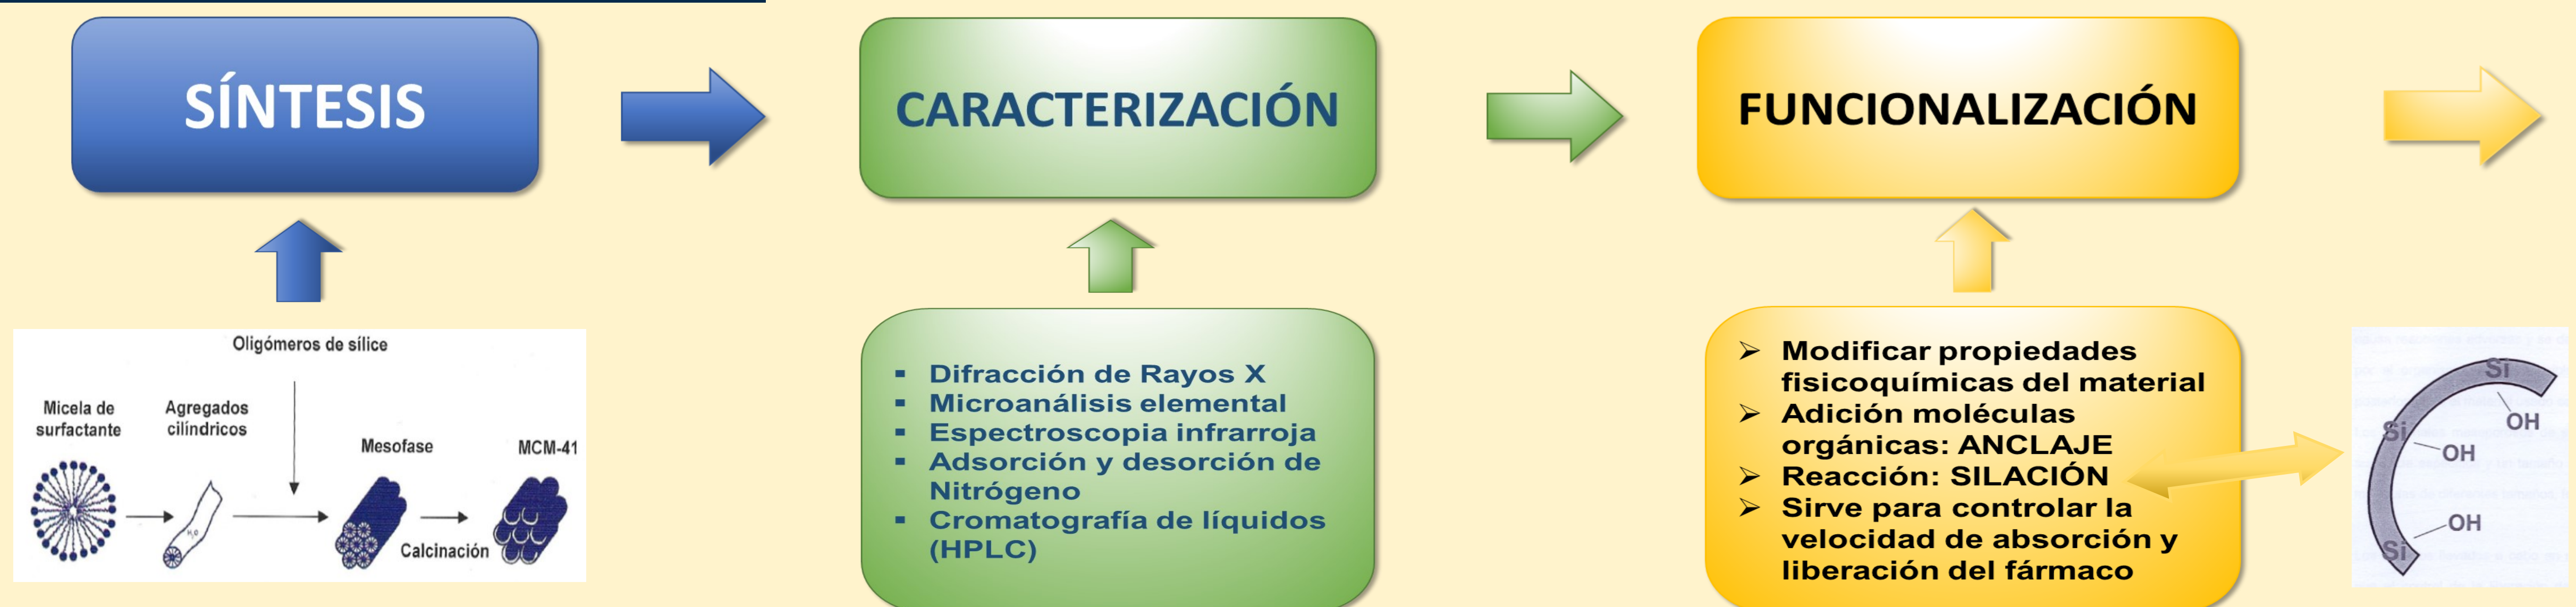 SÍNTESIS
CARACTERIZACIÓN
FUNCIONALIZACIÓN
Oligómeros de sílice
Micela de
surfactante
Agregados
cilíndricos
Mesofase
MCM-41
H₂O
Calcinación
▪ Difracción de Rayos X
▪ Microanálisis elemental
▪ Espectroscopia infrarroja
▪ Adsorción y desorción de
Nitrógeno
▪ Cromatografía de líquidos
(HPLC)
➢ Modificar propiedades
fisicoquímicas del material
➢ Adición moléculas
orgánicas: ANCLAJE
➢ Reacción: SILACIÓN
➢ Sirve para controlar la
velocidad de absorción y
liberación del fármaco
Si
OH
Si
OH
OH
Si